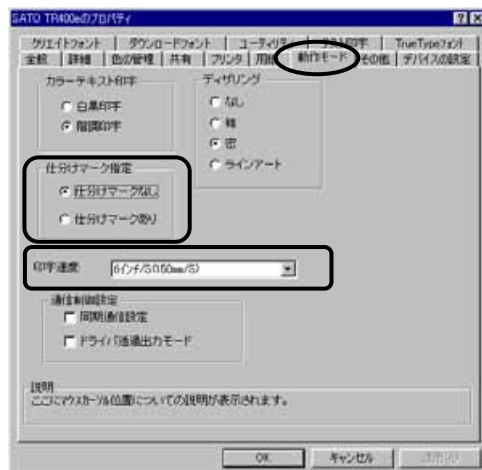 SATO TR400eのプロパティ
クリエイトフォント ダウンロードフォント ユーティリティ テスト印字 TrueTypeフォント
全般 詳細 色の管理 共有 プリンタ 用紙 動作モード その他 デバイスの設定
カラーテキスト印字 ディザリング
白黒印字 なし
階調印字 粗
密
仕分けマーク指定 ラインアート
仕分けマークなし
仕分けマーク有り
印字速度 6インチ/S(150mm/S)
通信制御設定
同期通信設定
ドライバ透過出力モード
説明
ここにマウスカーソル位置についての説明が表示されます。
OK キャンセル